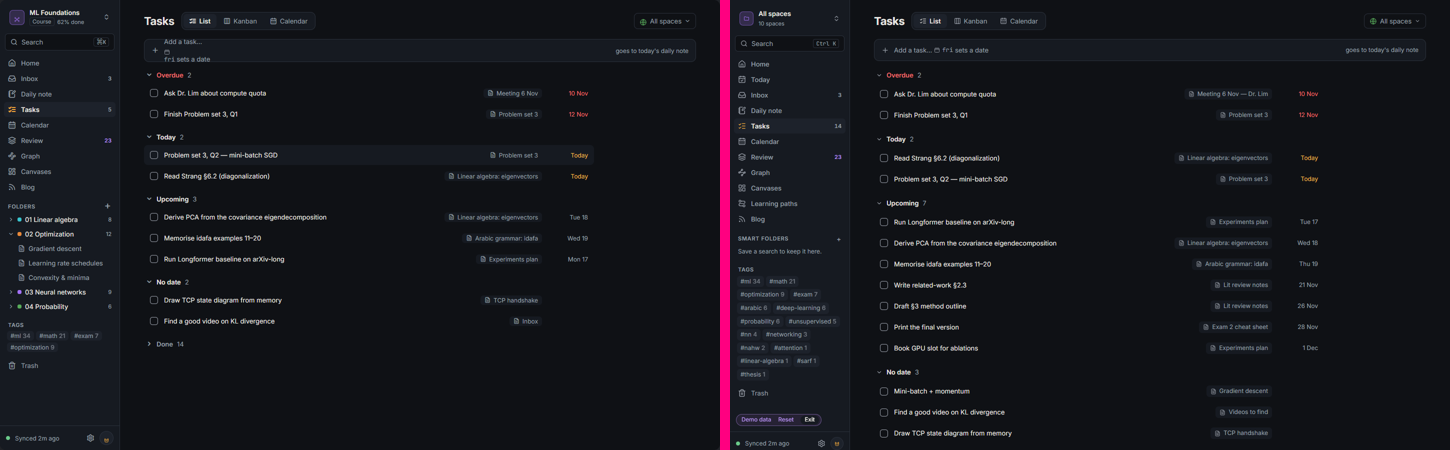 ML Foundations
Course · 62% done
Search ⌘K
Home
Inbox 3
Daily note
Tasks 5
Calendar
Review 23
Graph
Canvases
Blog
FOLDERS +
01 Linear algebra 8
02 Optimization 12
Gradient descent
Learning rate schedules
Convexity & minima
03 Neural networks 9
04 Probability 6
TAGS
#ml 34 #math 21 #exam 7
#optimization 9
Trash
Synced 2m ago
Tasks List Kanban Calendar All spaces
Add a task...
fri sets a date
goes to today's daily note
Overdue 2
Ask Dr. Lim about compute quota Meeting 6 Nov 10 Nov
Finish Problem set 3, Q1 Problem set 3 12 Nov
Today 2
Problem set 3, Q2 — mini-batch SGD Problem set 3 Today
Read Strang §6.2 (diagonalization) Linear algebra: eigenvectors Today
Upcoming 3
Derive PCA from the covariance eigendecomposition Linear algebra: eigenvectors Tue 18
Memorise idafa examples 11–20 Arabic grammar: idafa Wed 19
Run Longformer baseline on arXiv-long Experiments plan Mon 17
No date 2
Draw TCP state diagram from memory TCP handshake
Find a good video on KL divergence Inbox
Done 14
All spaces
10 spaces
Search Ctrl K
Home
Today
Inbox 3
Daily note
Tasks 14
Calendar
Review 23
Graph
Canvases
Learning paths
Blog
SMART FOLDERS +
Save a search to keep it here.
TAGS
#ml 34 #math 21
#optimization 9 #exam 7
#arabic 6 #deep-learning 6
#probability 6 #unsupervised 5
#nn 4 #networking 3
#nahw 2 #attention 1
#linear-algebra 1 #sarf 1
#thesis 1
Trash
Demo data Reset Exit
Synced 2m ago
Tasks List Kanban Calendar All spaces
Add a task... fri sets a date goes to today's daily note
Overdue 2
Ask Dr. Lim about compute quota Meeting 6 Nov — Dr. Lim 10 Nov
Finish Problem set 3, Q1 Problem set 3 12 Nov
Today 2
Read Strang §6.2 (diagonalization) Linear algebra: eigenvectors Today
Problem set 3, Q2 — mini-batch SGD Problem set 3 Today
Upcoming 7
Run Longformer baseline on arXiv-long Experiments plan Tue 17
Derive PCA from the covariance eigendecomposition Linear algebra: eigenvectors Wed 18
Memorise idafa examples 11–20 Arabic grammar: idafa Thu 19
Write related-work §2.3 Lit review notes 21 Nov
Draft §3 method outline Lit review notes 26 Nov
Print the final version Exam 2 cheat sheet 28 Nov
Book GPU slot for ablations Experiments plan 1 Dec
No date 3
Mini-batch + momentum Gradient descent
Find a good video on KL divergence Videos to find
Draw TCP state diagram from memory TCP handshake